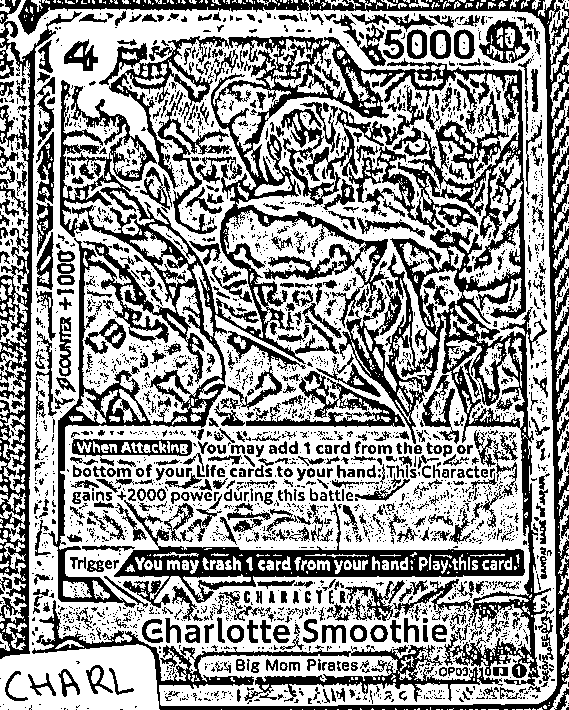 4
5000
COUNTER +1000
When Attacking You may add 1 card from the top or
bottom of your Life cards to your hand: This Character
gains +2000 power during this battle.
Trigger You may trash 1 card from your hand: Play this card.
CHARACTER
Charlotte Smoothie
Big Mom Pirates
OP03-110 R 1
CHARL